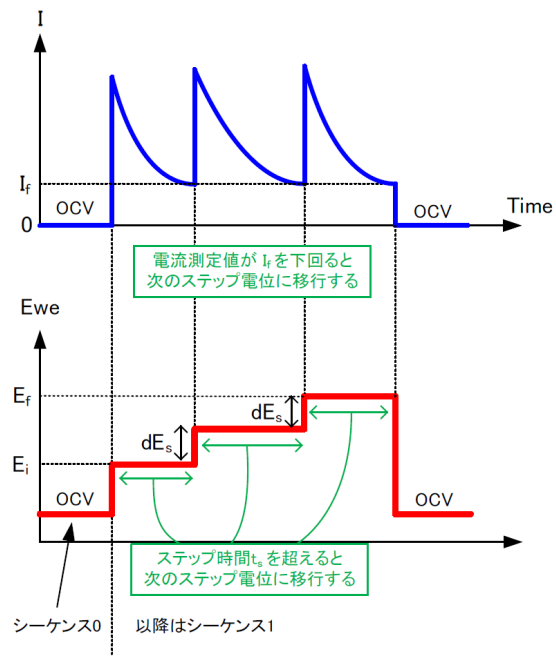 I
I_f
0
OCV
OCV
Time
電流測定値が I_fを下回ると
次のステップ電位に移行する
Ewe
E_f
dE_s
dE_s
E_i
OCV
OCV
ステップ時間t_sを超えると
次のステップ電位に移行する
シーケンス0
以降はシーケンス1